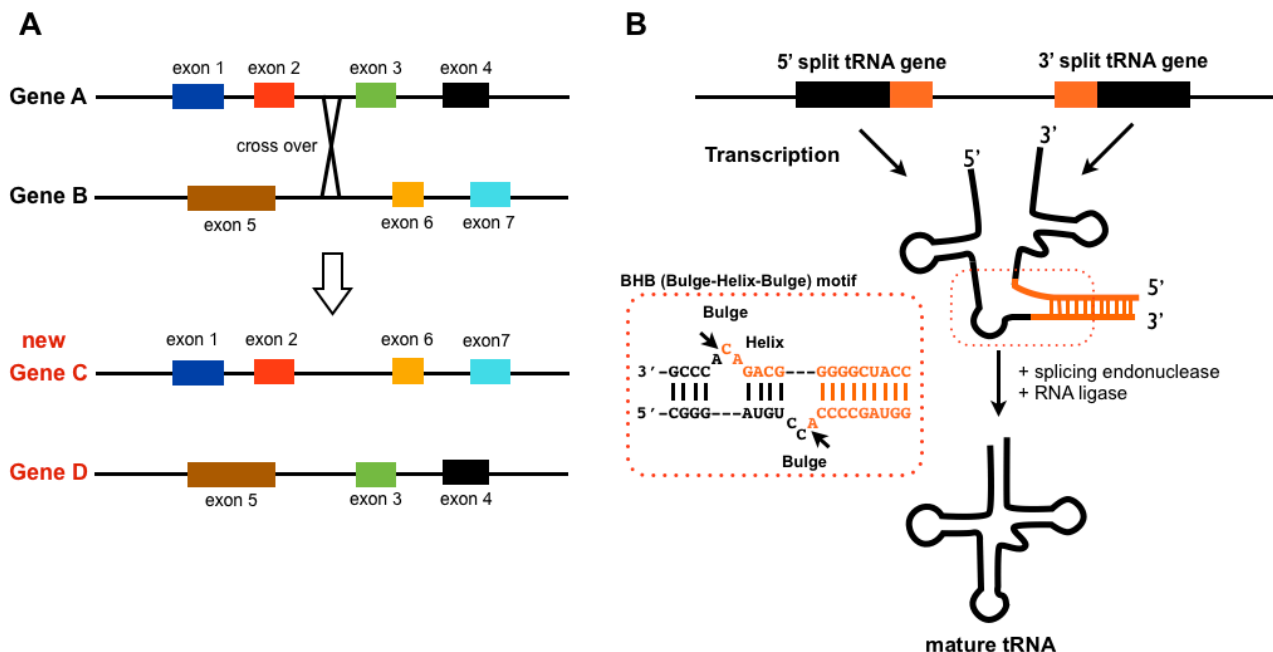 A
exon 1
exon 2
exon 3
exon 4
Gene A
cross over
Gene B
exon 5
exon 6
exon 7
new
Gene C
exon 1
exon 2
exon 6
exon7
Gene D
exon 5
exon 3
exon 4
B
5’ split tRNA gene
3’ split tRNA gene
Transcription
5’
3’
BHB (Bulge-Helix-Bulge) motif
Bulge
Helix
A C A
3′-GCCC GACG---GGGGCUACC
5′-CGGG---AUGU CCA CCCCGAUGG
Bulge
5’
3’
+ splicing endonuclease
+ RNA ligase
mature tRNA